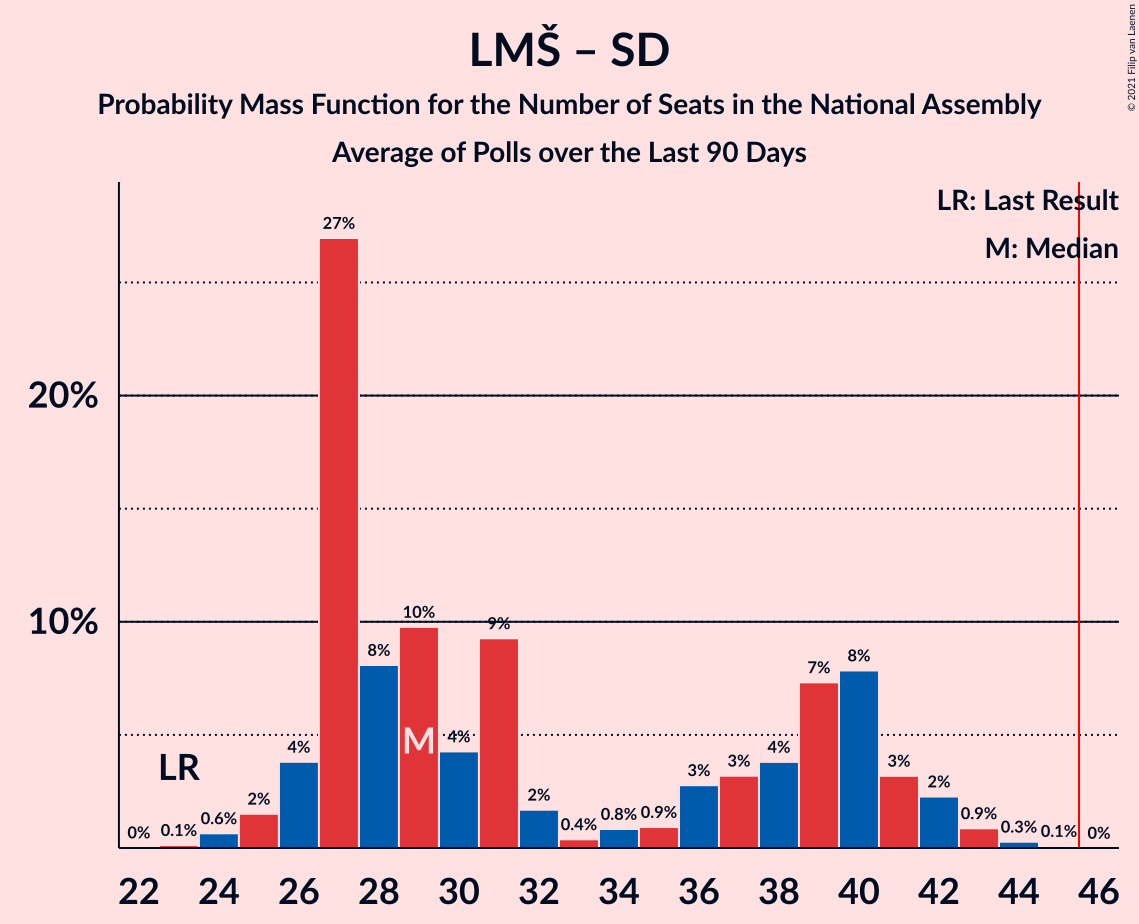 LMŠ – SD
Probability Mass Function for the Number of Seats in the National Assembly
Average of Polls over the Last 90 Days
© 2021 Filip van Laenen
LR: Last Result
M: Median
20%
10%
0% 0.1% 0.6% 2% 4% 27% 8% 10% 4% 9% 2% 0.4% 0.8% 0.9% 3% 3% 4% 7% 8% 3% 2% 0.9% 0.3% 0.1% 0%
LR
M
22 24 26 28 30 32 34 36 38 40 42 44 46